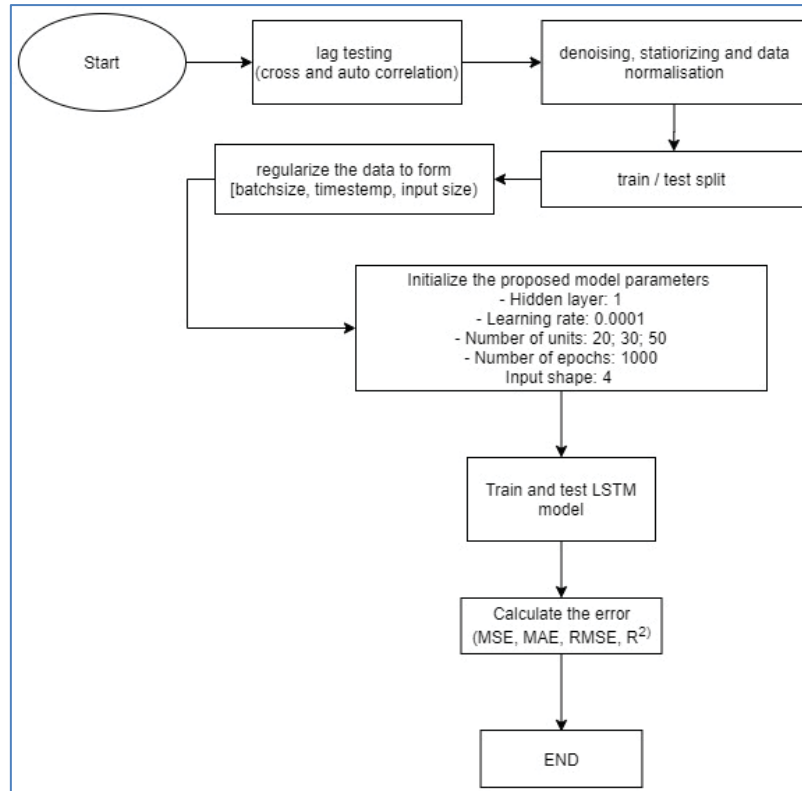 Start
lag testing
(cross and auto correlation)
denoising, statiorizing and data
normalisation
train / test split
regularize the data to form
[batchsize, timestemp, input size)
Initialize the proposed model parameters
- Hidden layer: 1
- Learning rate: 0.0001
- Number of units: 20; 30; 50
- Number of epochs: 1000
Input shape: 4
Train and test LSTM
model
Calculate the error
(MSE, MAE, RMSE, R²)
END